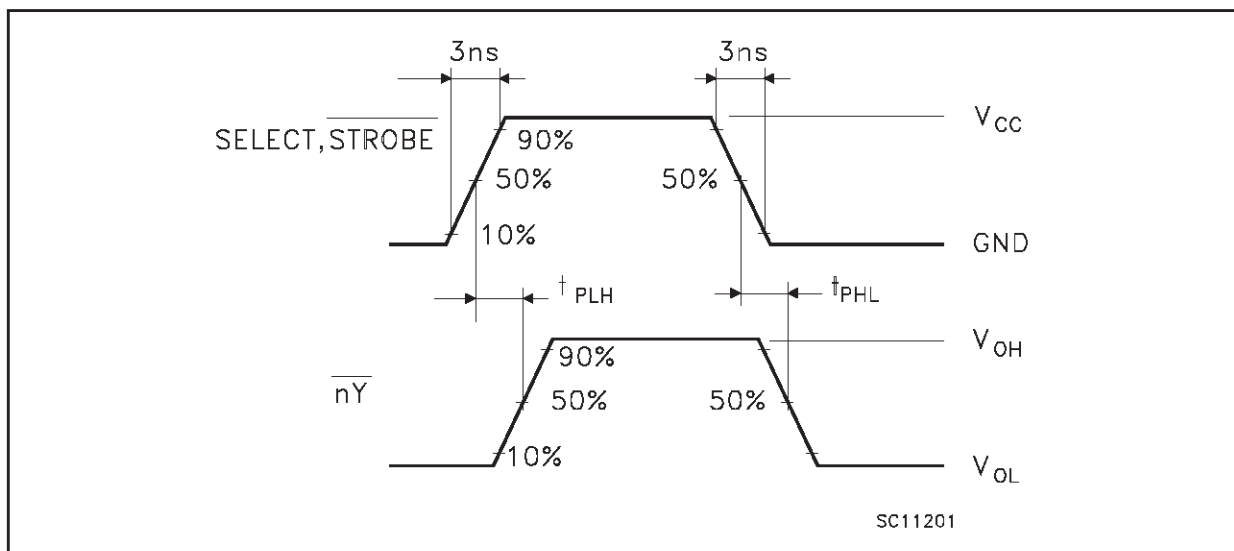 3ns 3ns
SELECT, STROBE VCC
90%
50% 50%
10% GND
tPLH tPHL
90% VOH
nY 50% 50%
10% VOL
SC11201